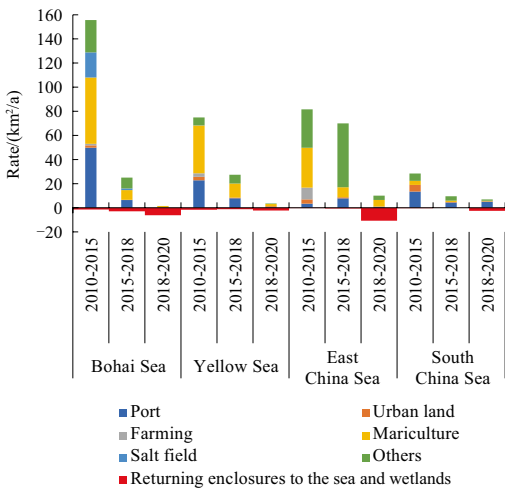 160
140
120
100
80
60
40
20
0
−20
Rate/(km²/a)
2010-2015
2015-2018
2018-2020
2010-2015
2015-2018
2018-2020
2010-2015
2015-2018
2018-2020
2010-2015
2015-2018
2018-2020
Bohai Sea
Yellow Sea
East
China Sea
South
China Sea
Port
Urban land
Farming
Mariculture
Salt field
Others
Returning enclosures to the sea and wetlands